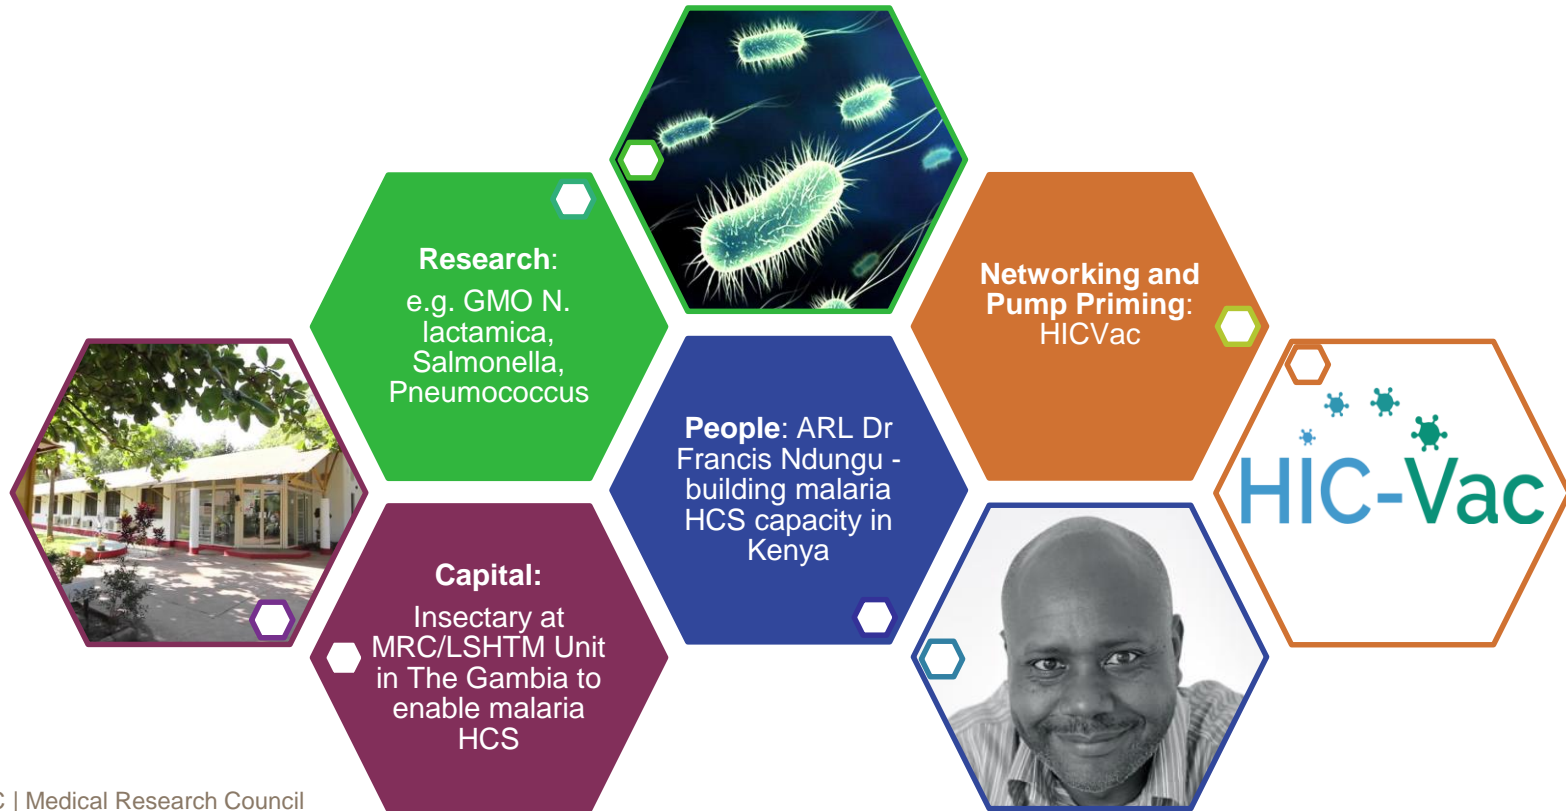 Research:
e.g. GMO N.
lactamica,
Salmonella,
Pneumococcus
Networking and
Pump Priming:
HICVac
People: ARL Dr
Francis Ndungu -
building malaria
HCS capacity in
Kenya
HIC-Vac
Capital:
Insectary at
MRC/LSHTM Unit
in The Gambia to
enable malaria
HCS
C | Medical Research Council